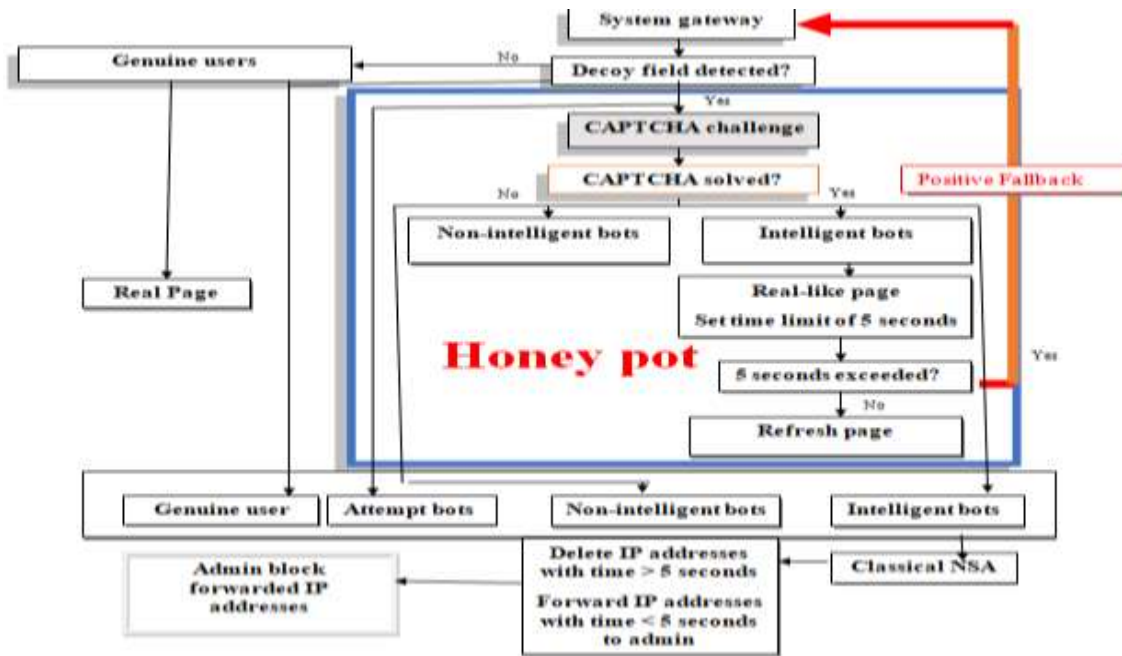 System gateway
No
Genuine users
Decoy field detected?
Yes
CAPTCHA challenge
CAPTCHA solved?
Positive Fallback
No
Yes
Non-intelligent bots
Intelligent bots
Real Page
Real-like page
Set time limit of 5 seconds
Honey pot
Yes
5 seconds exceeded?
No
Refresh page
Genuine user
Attempt bots
Non-intelligent bots
Intelligent bots
Delete IP addresses
with time > 5 seconds
Forward IP addresses
with time < 5 seconds
to admin
Classical NSA
Admin block
forwarded IP
addresses